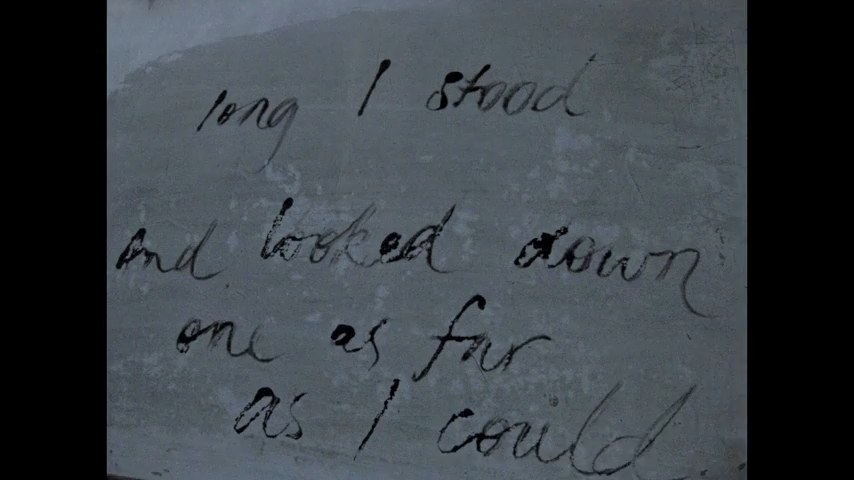 long I stood
and looked down
one as far
as I could